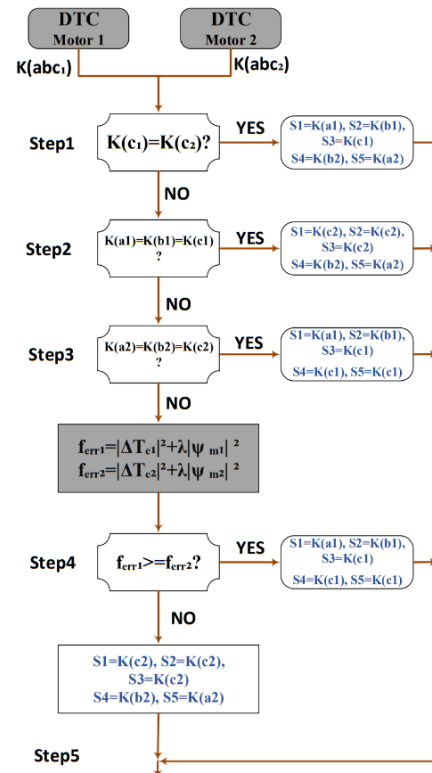 DTC
Motor 1
DTC
Motor 2
K(abc₁)
K(abc₂)
Step1
K(c₁)=K(c₂)?
YES
S1=K(a1), S2=K(b1),
S3=K(c1)
S4=K(b2), S5=K(a2)
NO
Step2
K(a1)=K(b1)=K(c1)
?
YES
S1=K(c2), S2=K(c2),
S3=K(c2)
S4=K(b2), S5=K(a2)
NO
Step3
K(a2)=K(b2)=K(c2)
?
YES
S1=K(a1), S2=K(b1),
S3=K(c1)
S4=K(c1), S5=K(c1)
NO
fₑᵣᵣ₁=|ΔTₑ₁|²+λ|ψ ₘ₁| ²
fₑᵣᵣ₂=|ΔTₑ₂|²+λ|ψ ₘ₂| ²
Step4
fₑᵣᵣ₁>=fₑᵣᵣ₂?
YES
S1=K(a1), S2=K(b1),
S3=K(c1)
S4=K(c1), S5=K(c1)
NO
S1=K(c2), S2=K(c2),
S3=K(c2)
S4=K(b2), S5=K(a2)
Step5